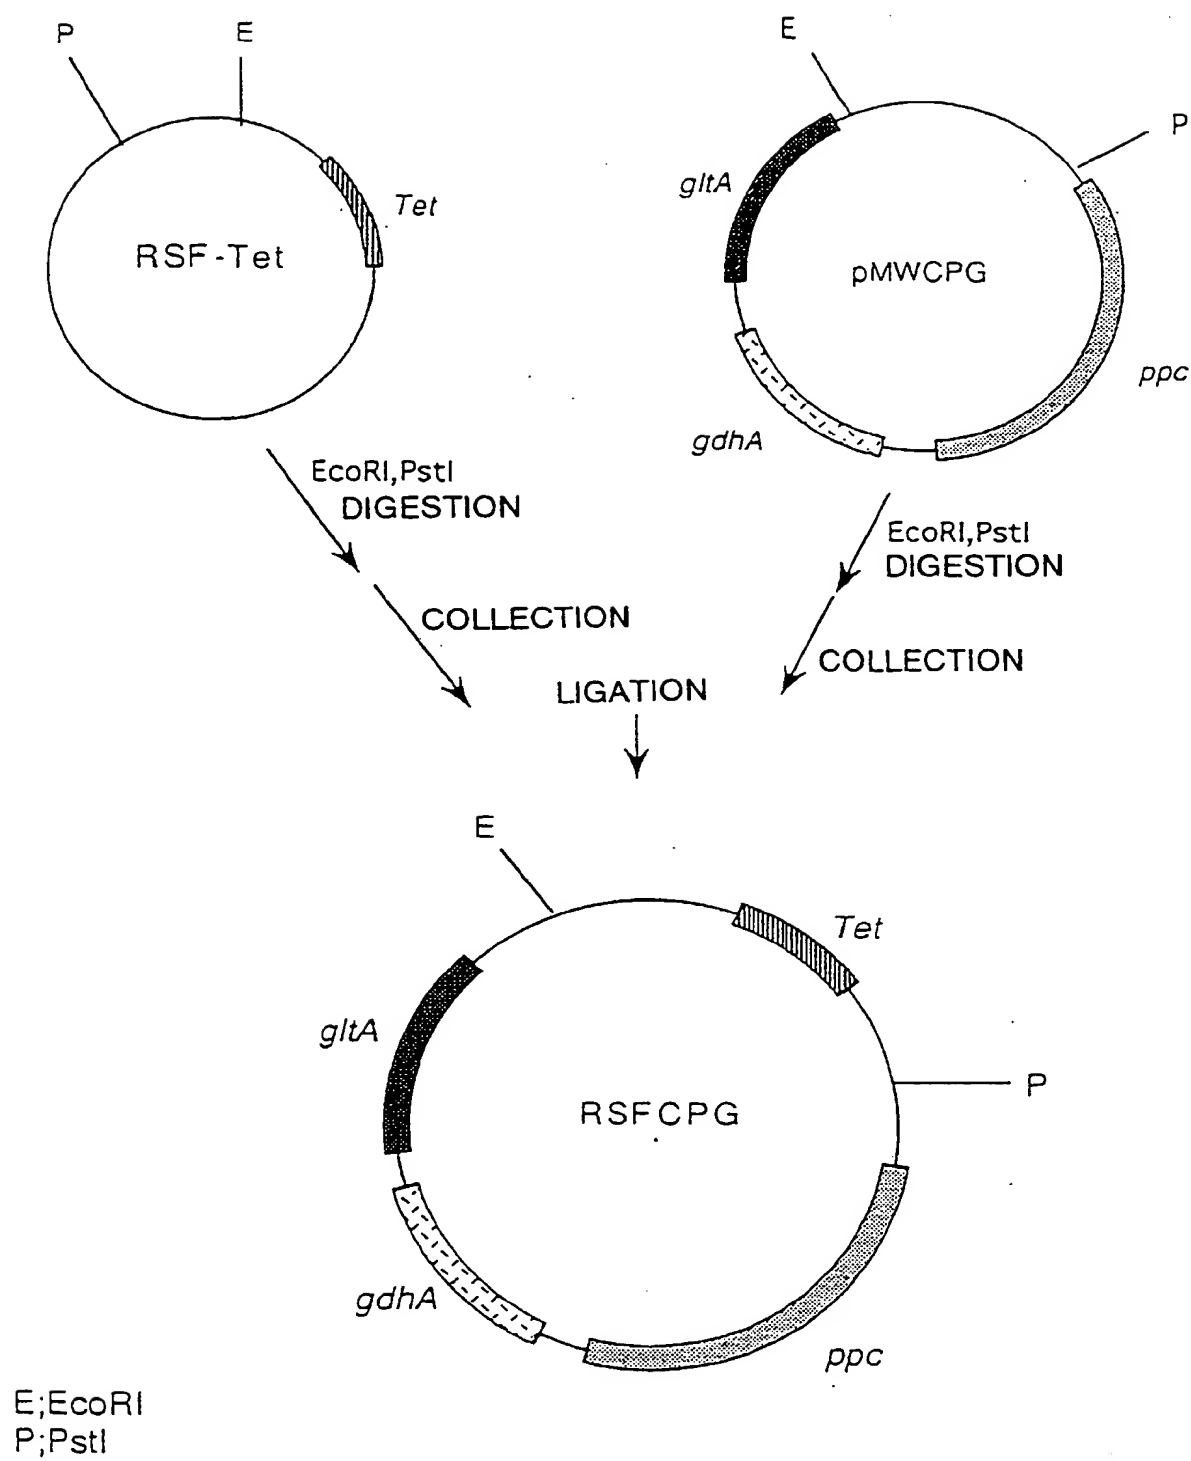 P
E
Tet
RSF-Tet
E
P
gltA
pMWCPG
ppc
gdhA
EcoRI,PstI
DIGESTION
COLLECTION
EcoRI,PstI
DIGESTION
COLLECTION
LIGATION
E
Tet
gltA
P
RSFCPG
gdhA
ppc
E;EcoRI
P;PstI